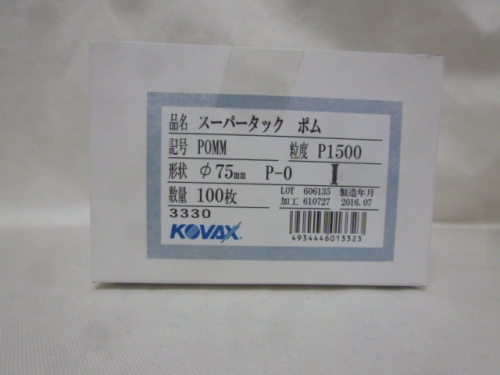 品名 スーパータック ポム
記号 POMM 粒度 P1500
形状 φ75mm P-0 I
数量 100枚 LOT 606135 製造年月
加工 610727 2016.07
3330
KOVAX
4934446013323